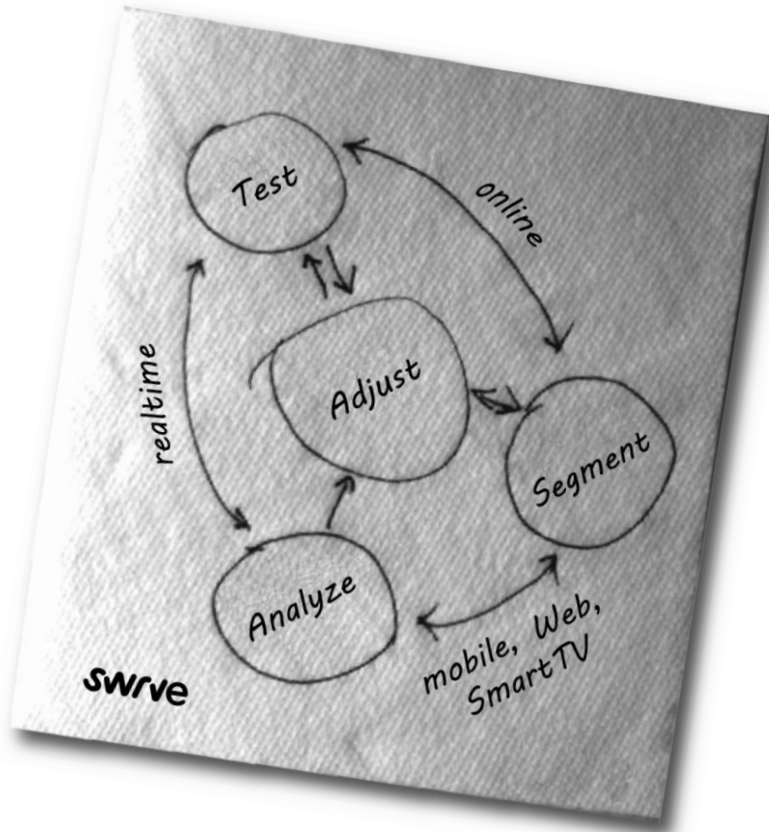 Test
online
realtime
Adjust
Segment
Analyze
mobile, Web,
SmartTV
swrve